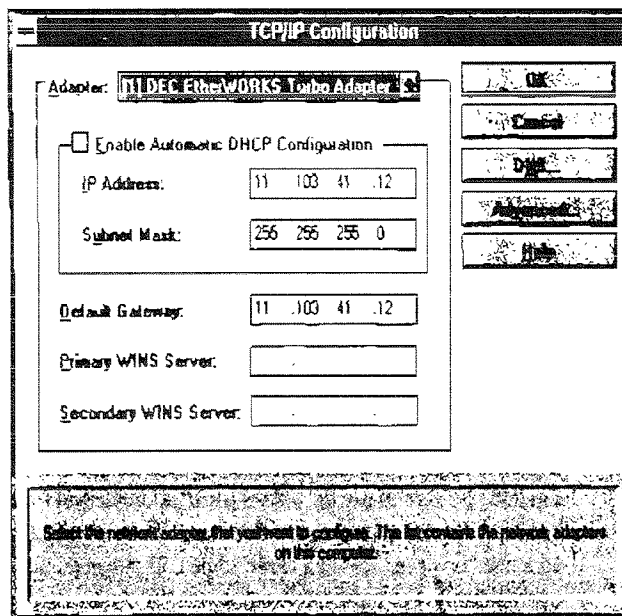 TCP/IP Configuration
Adapter: [1] DEC EtherWORKS Turbo Adapter
OK
Cancel
DNS...
Advanced...
Help
Enable Automatic DHCP Configuration
IP Address: 11 .103 .41 .12
Subnet Mask: 255 255 255 0
Default Gateway: 11 .103 41 .12
Primary WINS Server:
Secondary WINS Server:
Select the network adapter that you want to configure. This list contains the network adapters
on this computer.